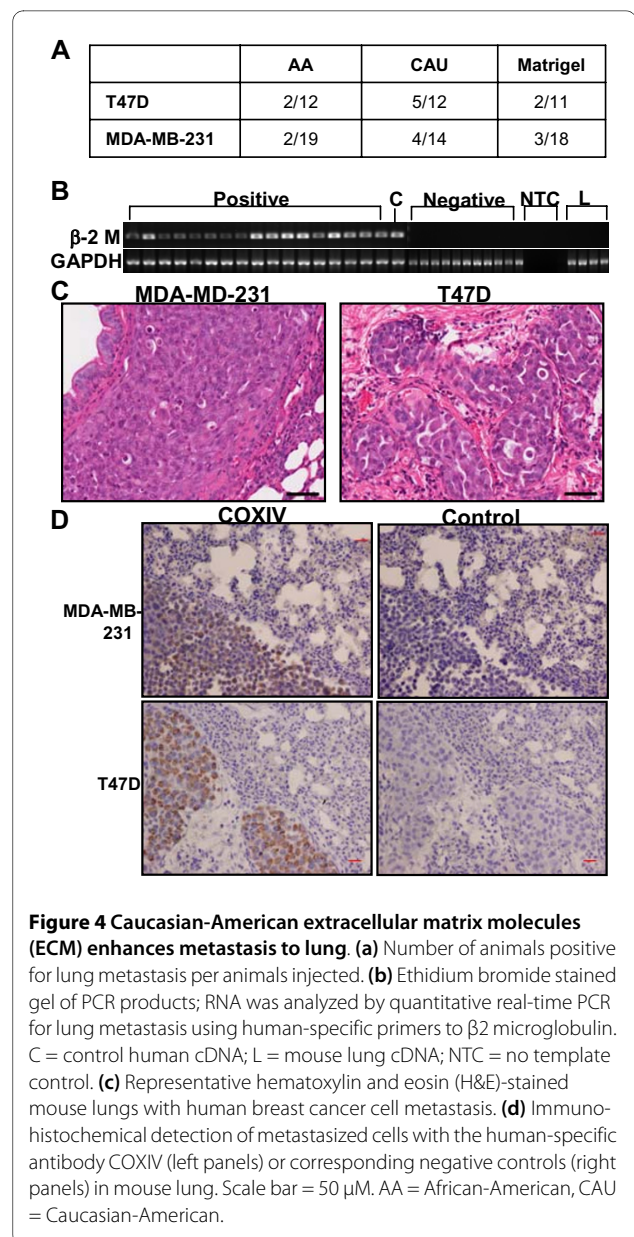 A
AA CAU Matrigel
T47D 2/12 5/12 2/11
MDA-MB-231 2/19 4/14 3/18
B
Positive C Negative NTC L
β-2 M
GAPDH
C
MDA-MD-231 T47D
D
COXIV Control
MDA-MB-
231
T47D
Figure 4 Caucasian-American extracellular matrix molecules
(ECM) enhances metastasis to lung. (a) Number of animals positive
for lung metastasis per animals injected. (b) Ethidium bromide stained
gel of PCR products; RNA was analyzed by quantitative real-time PCR
for lung metastasis using human-specific primers to β2 microglobulin.
C = control human cDNA; L = mouse lung cDNA; NTC = no template
control. (c) Representative hematoxylin and eosin (H&E)-stained
mouse lungs with human breast cancer cell metastasis. (d) Immuno-
histochemical detection of metastasized cells with the human-specific
antibody COXIV (left panels) or corresponding negative controls (right
panels) in mouse lung. Scale bar = 50 μM. AA = African-American, CAU
= Caucasian-American.